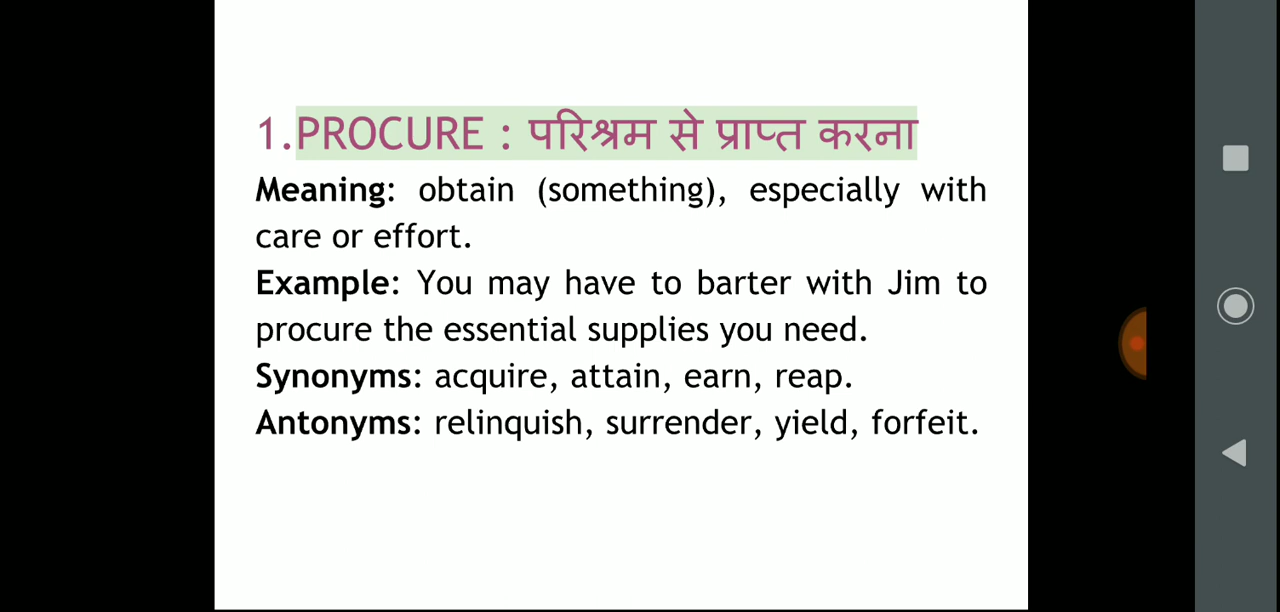 1.PROCURE : परिश्रम से प्राप्त करना
Meaning: obtain (something), especially with
care or effort.
Example: You may have to barter with Jim to
procure the essential supplies you need.
Synonyms: acquire, attain, earn, reap.
Antonyms: relinquish, surrender, yield, forfeit.